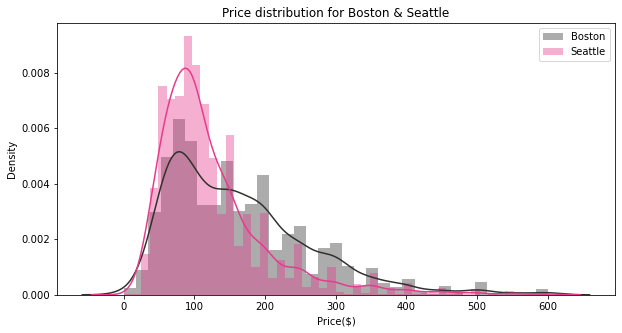 Price distribution for Boston & Seattle
Boston
Seattle
0.008
0.006
0.004
0.002
0.000
Density
0
100
200
300
400
500
600
Price($)